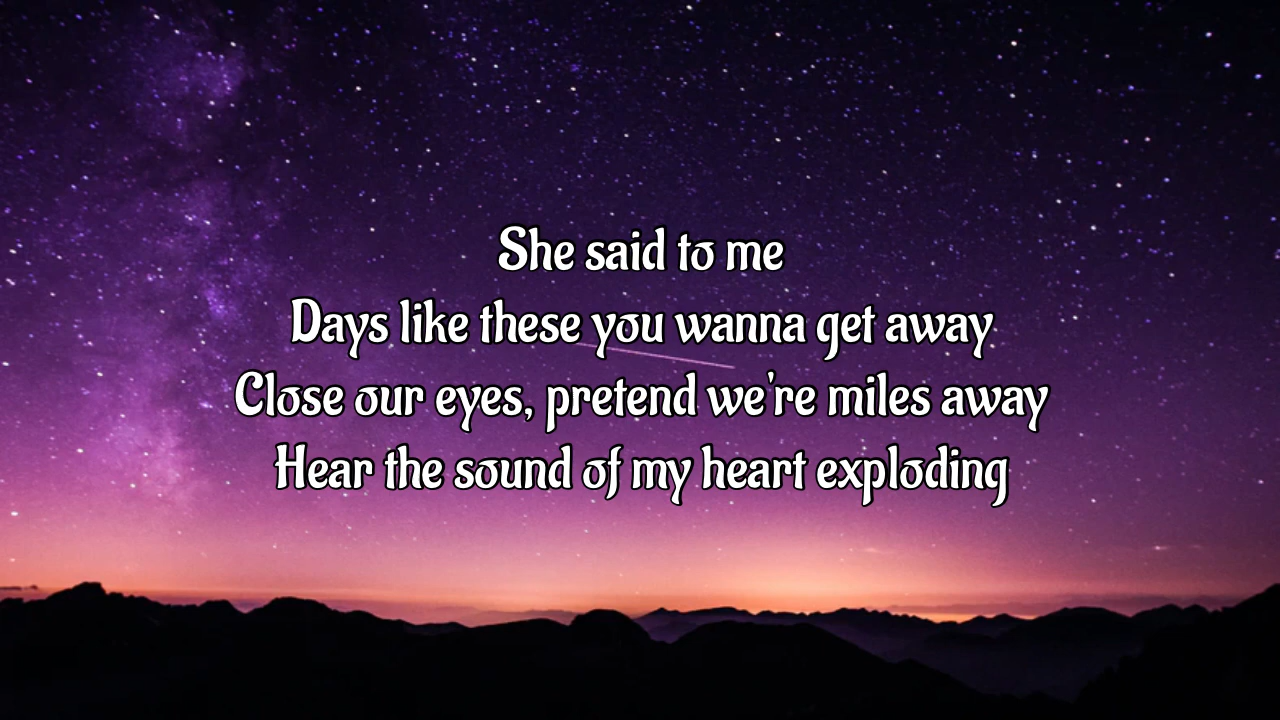 She said to me
Days like these you wanna get away
Close our eyes, pretend we're miles away
Hear the sound of my heart exploding